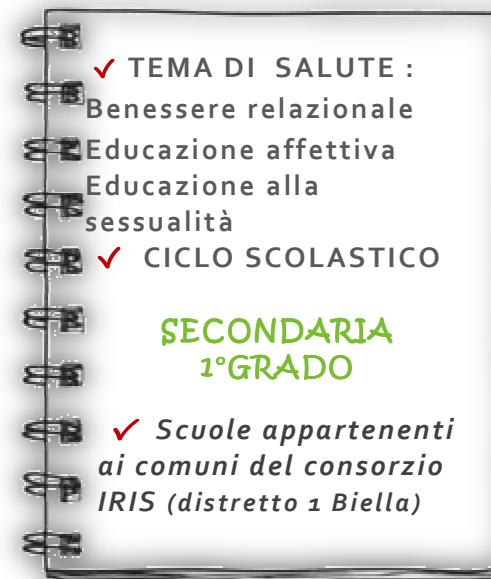 ✓ TEMA DI SALUTE :
Benessere relazionale
Educazione affettiva
Educazione alla
sessualità
✓ CICLO SCOLASTICO
SECONDARIA
1°GRADO
✓ Scuole appartenenti
ai comuni del consorzio
IRIS (distretto 1 Biella)